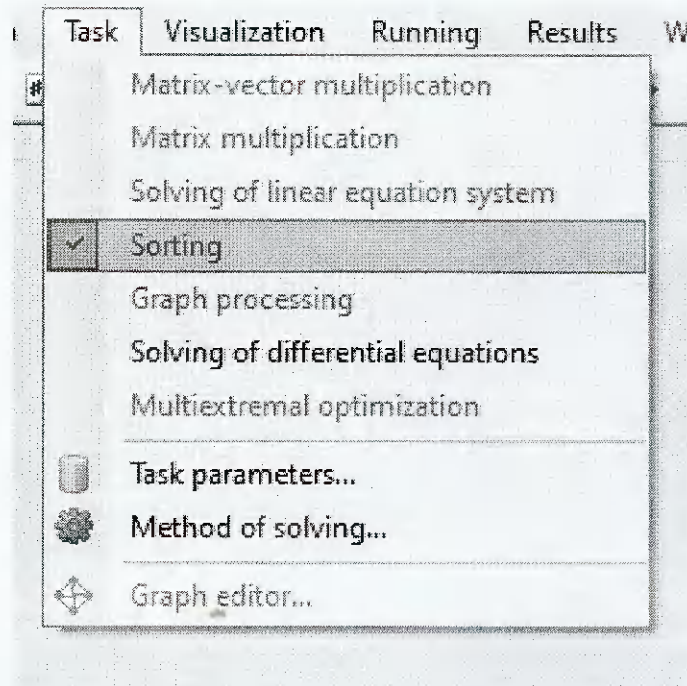 Task Visualization Running Results W
#
Matrix-vector multiplication
Matrix multiplication
Solving of linear equation system
Sorting
Graph processing
Solving of differential equations
Multiextremal optimization
Task parameters...
Method of solving...
Graph editor...